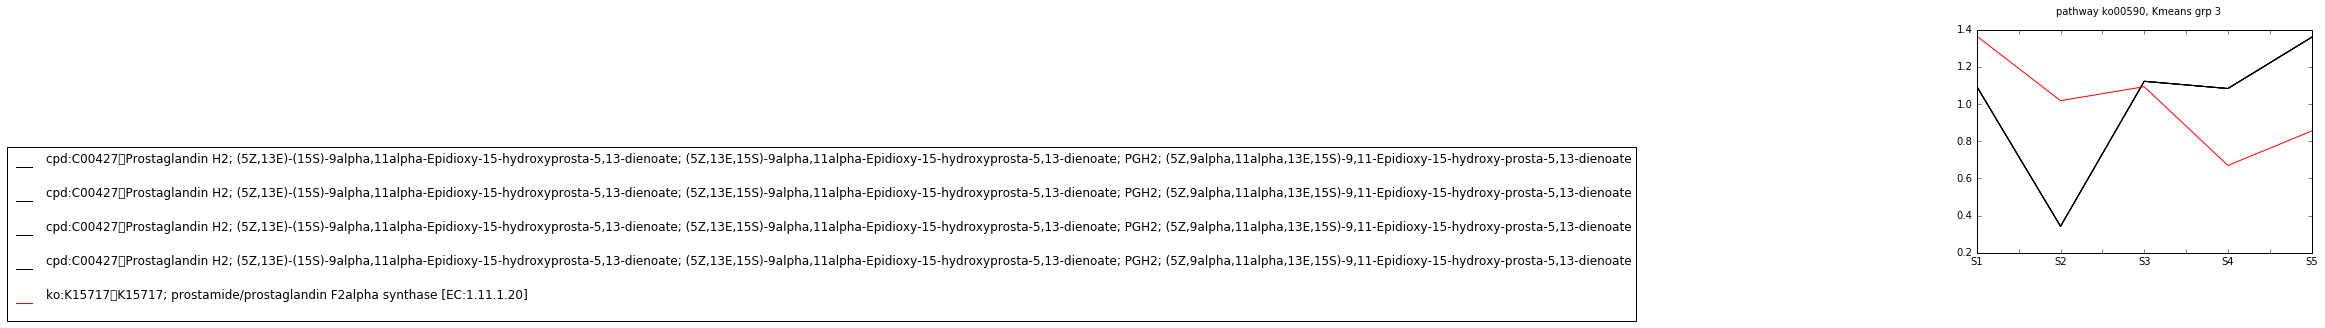 pathway ko00590, Kmeans grp 3
1.4
1.2
1.0
0.8
0.6
0.4
0.2
S1 S2 S3 S4 S5
cpd:C00427▯Prostaglandin H2; (5Z,13E)-(15S)-9alpha,11alpha-Epidioxy-15-hydroxyprosta-5,13-dienoate; (5Z,13E,15S)-9alpha,11alpha-Epidioxy-15-hydroxyprosta-5,13-dienoate; PGH2; (5Z,9alpha,11alpha,13E,15S)-9,11-Epidioxy-15-hydroxy-prosta-5,13-dienoate
cpd:C00427▯Prostaglandin H2; (5Z,13E)-(15S)-9alpha,11alpha-Epidioxy-15-hydroxyprosta-5,13-dienoate; (5Z,13E,15S)-9alpha,11alpha-Epidioxy-15-hydroxyprosta-5,13-dienoate; PGH2; (5Z,9alpha,11alpha,13E,15S)-9,11-Epidioxy-15-hydroxy-prosta-5,13-dienoate
cpd:C00427▯Prostaglandin H2; (5Z,13E)-(15S)-9alpha,11alpha-Epidioxy-15-hydroxyprosta-5,13-dienoate; (5Z,13E,15S)-9alpha,11alpha-Epidioxy-15-hydroxyprosta-5,13-dienoate; PGH2; (5Z,9alpha,11alpha,13E,15S)-9,11-Epidioxy-15-hydroxy-prosta-5,13-dienoate
cpd:C00427▯Prostaglandin H2; (5Z,13E)-(15S)-9alpha,11alpha-Epidioxy-15-hydroxyprosta-5,13-dienoate; (5Z,13E,15S)-9alpha,11alpha-Epidioxy-15-hydroxyprosta-5,13-dienoate; PGH2; (5Z,9alpha,11alpha,13E,15S)-9,11-Epidioxy-15-hydroxy-prosta-5,13-dienoate
ko:K15717▯K15717; prostamide/prostaglandin F2alpha synthase [EC:1.11.1.20]